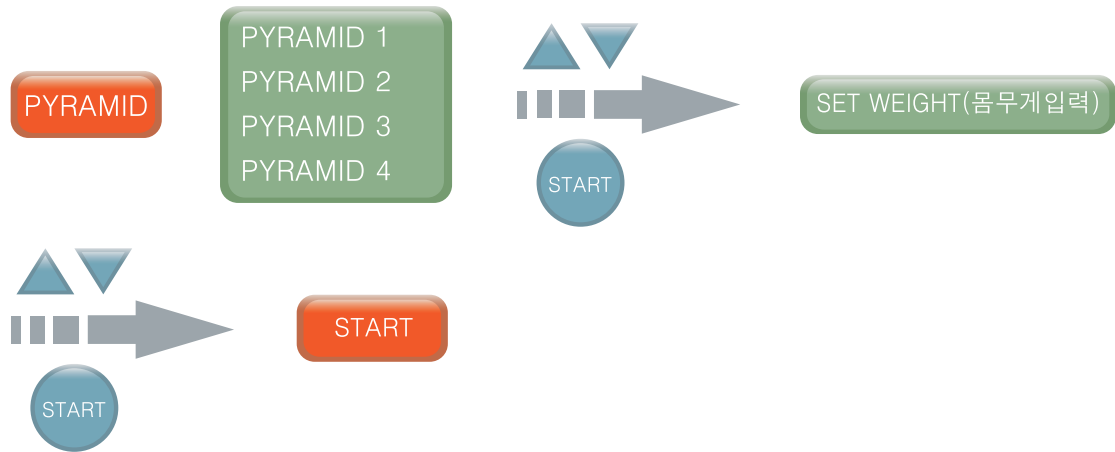 PYRAMID
PYRAMID 1
PYRAMID 2
PYRAMID 3
PYRAMID 4
START
SET WEIGHT(몸무게입력)
START
START